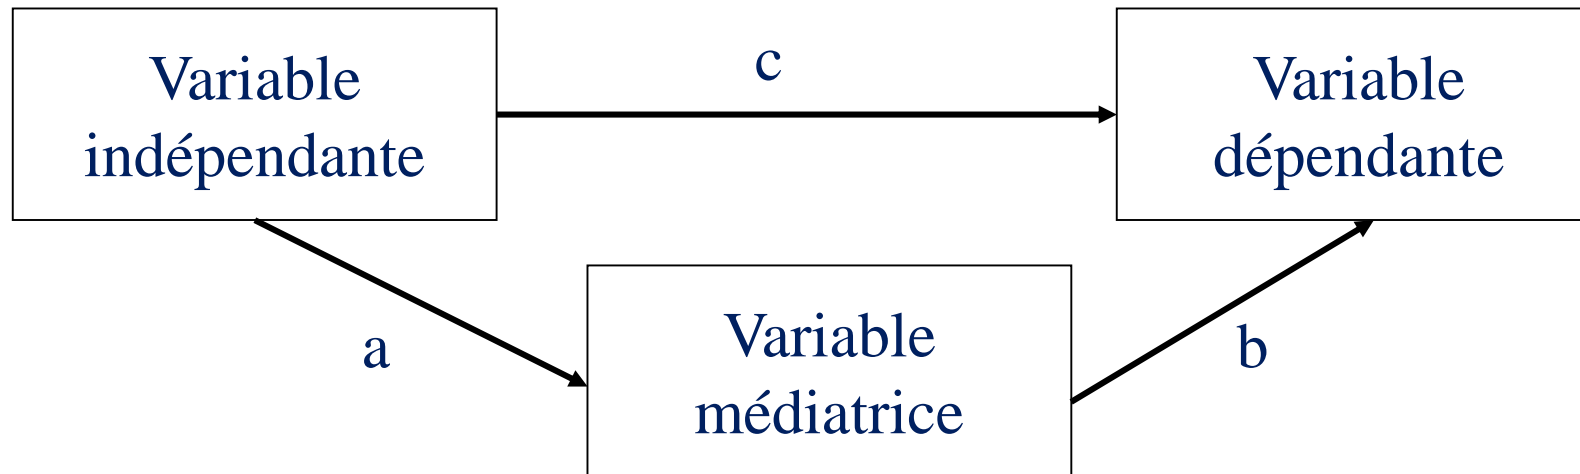 Variable
indépendante
c
Variable
dépendante
a
Variable
médiatrice
b